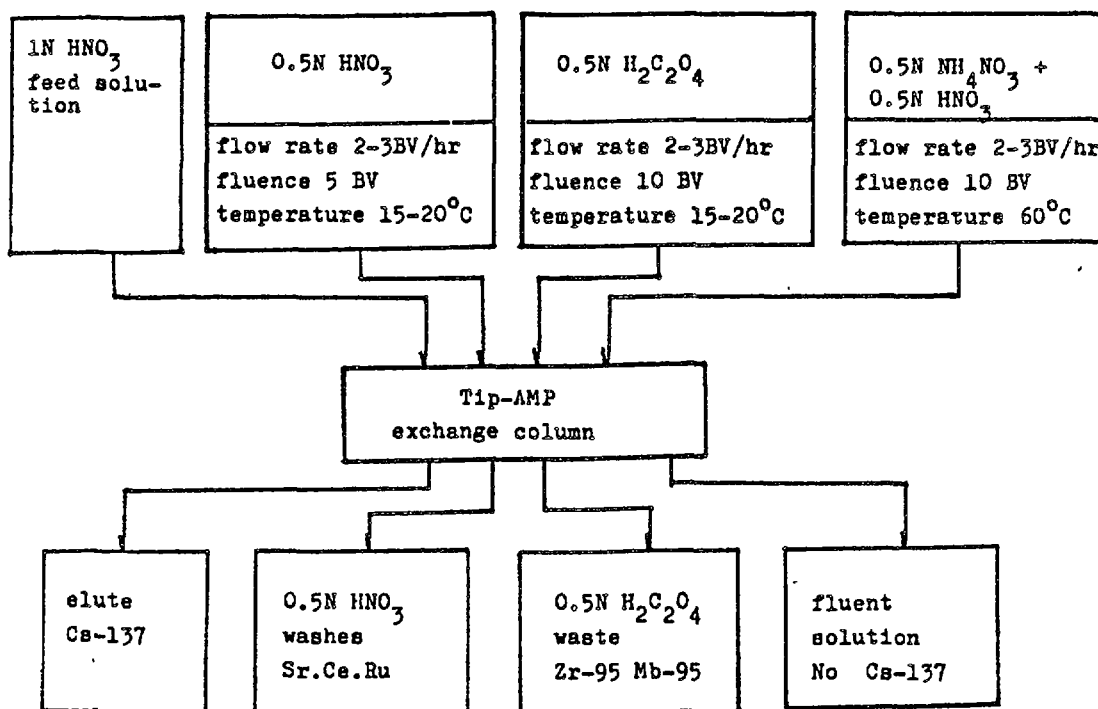 1N HNO3
feed solu-
tion
0.5N HNO3
flow rate 2-3BV/hr
fluence 5 BV
temperature 15-20°C
0.5N H2C2O4
flow rate 2-3BV/hr
fluence 10 BV
temperature 15-20°C
0.5N NH4NO3 +
0.5N HNO3
flow rate 2-3BV/hr
fluence 10 BV
temperature 60°C
Tip-AMP
exchange column
elute
Cs-137
0.5N HNO3
washes
Sr.Ce.Ru
0.5N H2C2O4
waste
Zr-95 Mb-95
fluent
solution
No Cs-137